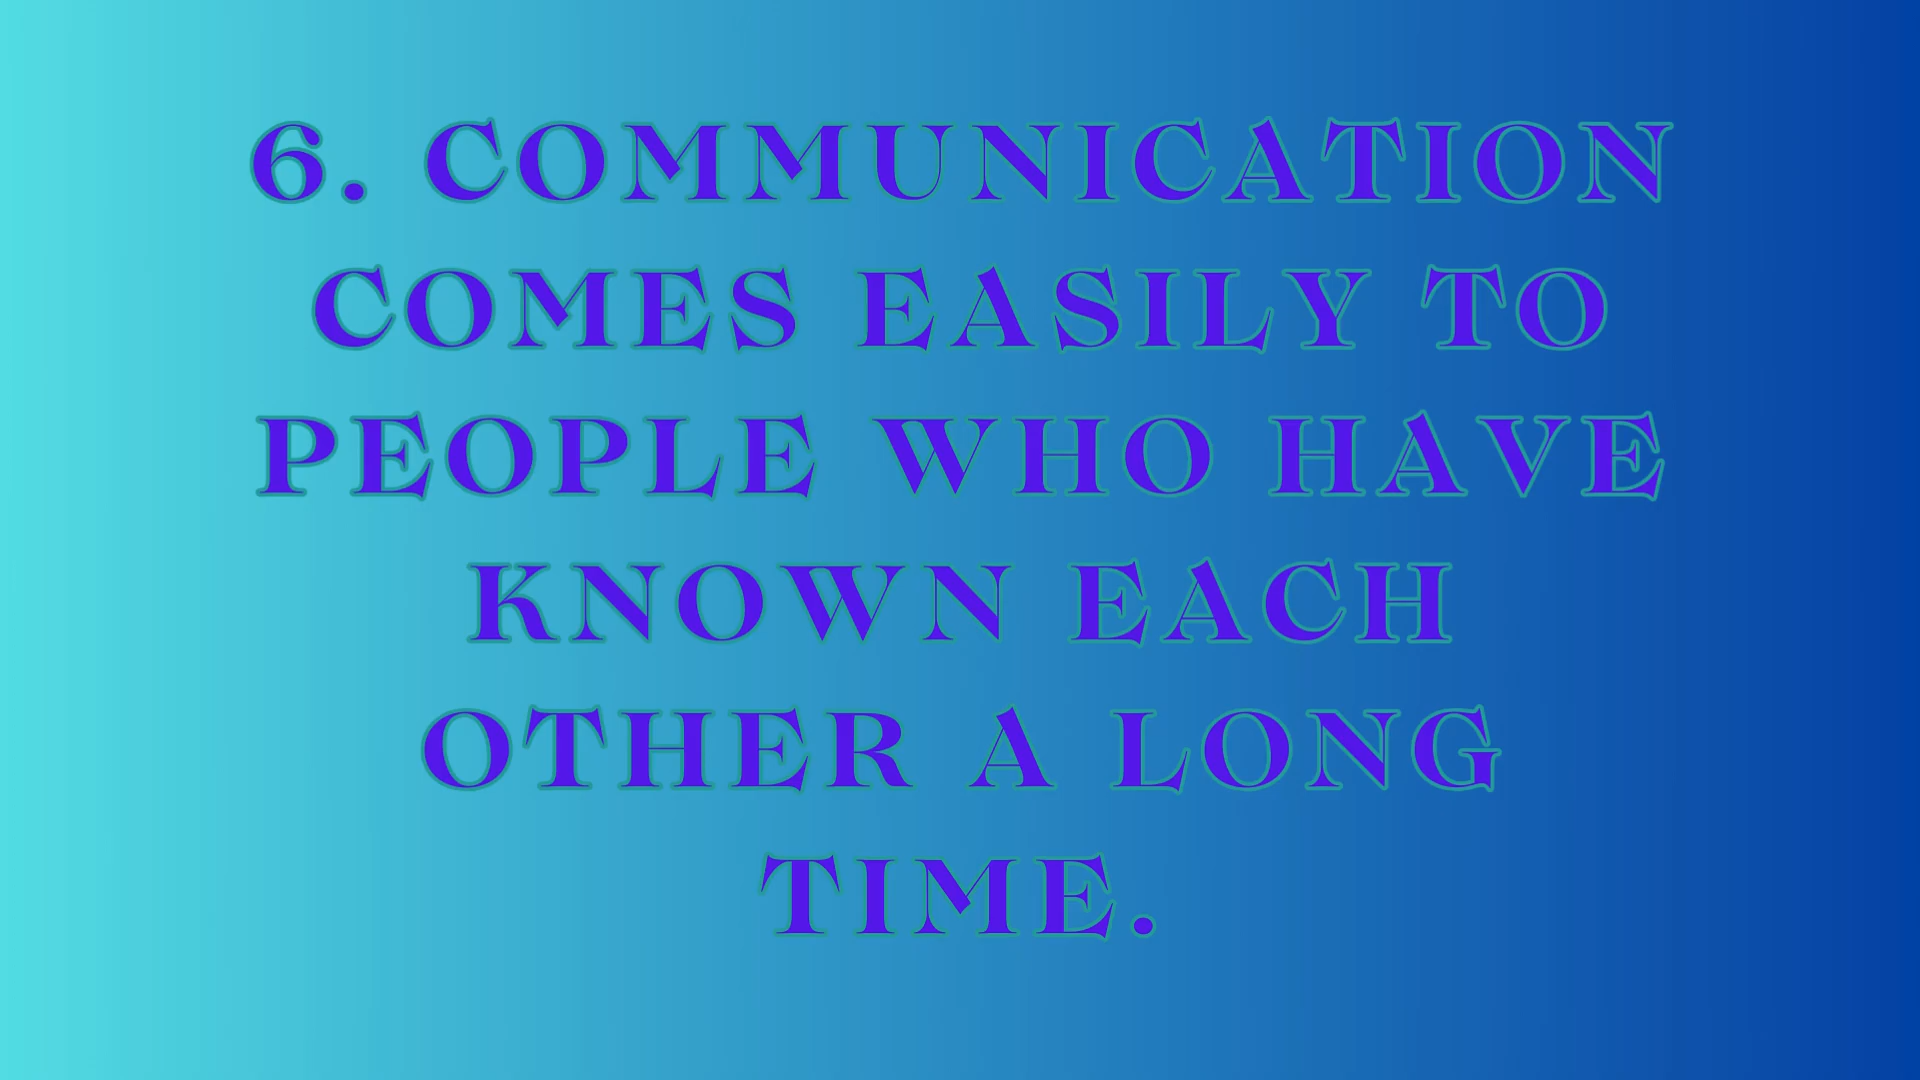 6. COMMUNICATION
COMES EASILY TO
PEOPLE WHO HAVE
KNOWN EACH
OTHER A LONG
TIME.